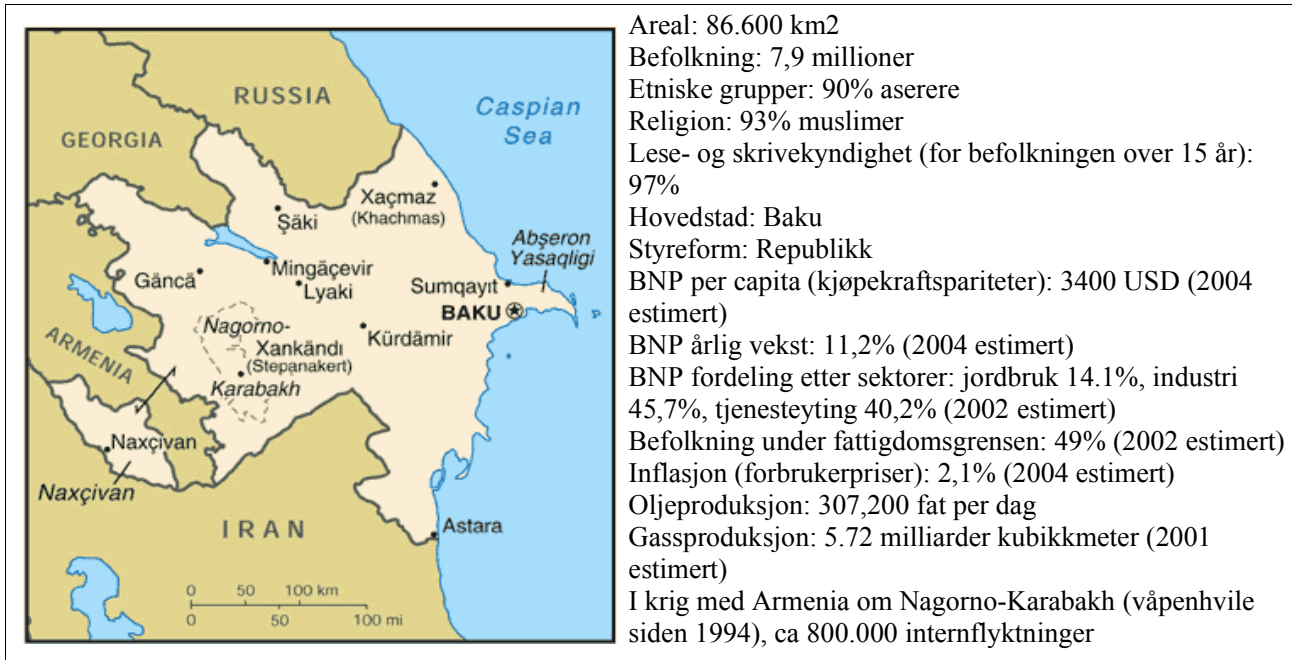 RUSSIA
GEORGIA
Caspian
Sea
Xaçmaz
(Khachmas)
Şäki
Abşeron
Yasaqligi
Gäncä
Mingäçevir
Lyaki
Sumqayıt
BAKU
Nagorno-
Xankändı
(Stepanakert)
Karabakh
Kürdämir
ARMENIA
Naxçivan
Naxçivan
IRAN
Astara
0 50 100 km
0 50 100 mi
Areal: 86.600 km2
Befolkning: 7,9 millioner
Etniske grupper: 90% aserere
Religion: 93% muslimer
Lese- og skrivekyndighet (for befolkningen over 15 år):
97%
Hovedstad: Baku
Styreform: Republikk
BNP per capita (kjøpekraftspariteter): 3400 USD (2004
estimert)
BNP årlig vekst: 11,2% (2004 estimert)
BNP fordeling etter sektorer: jordbruk 14.1%, industri
45,7%, tjenesteyting 40,2% (2002 estimert)
Befolkning under fattigdomsgrensen: 49% (2002 estimert)
Inflasjon (forbrukerpriser): 2,1% (2004 estimert)
Oljeproduksjon: 307,200 fat per dag
Gassproduksjon: 5.72 milliarder kubikkmeter (2001
estimert)
I krig med Armenia om Nagorno-Karabakh (våpenhvile
siden 1994), ca 800.000 internflyktninger